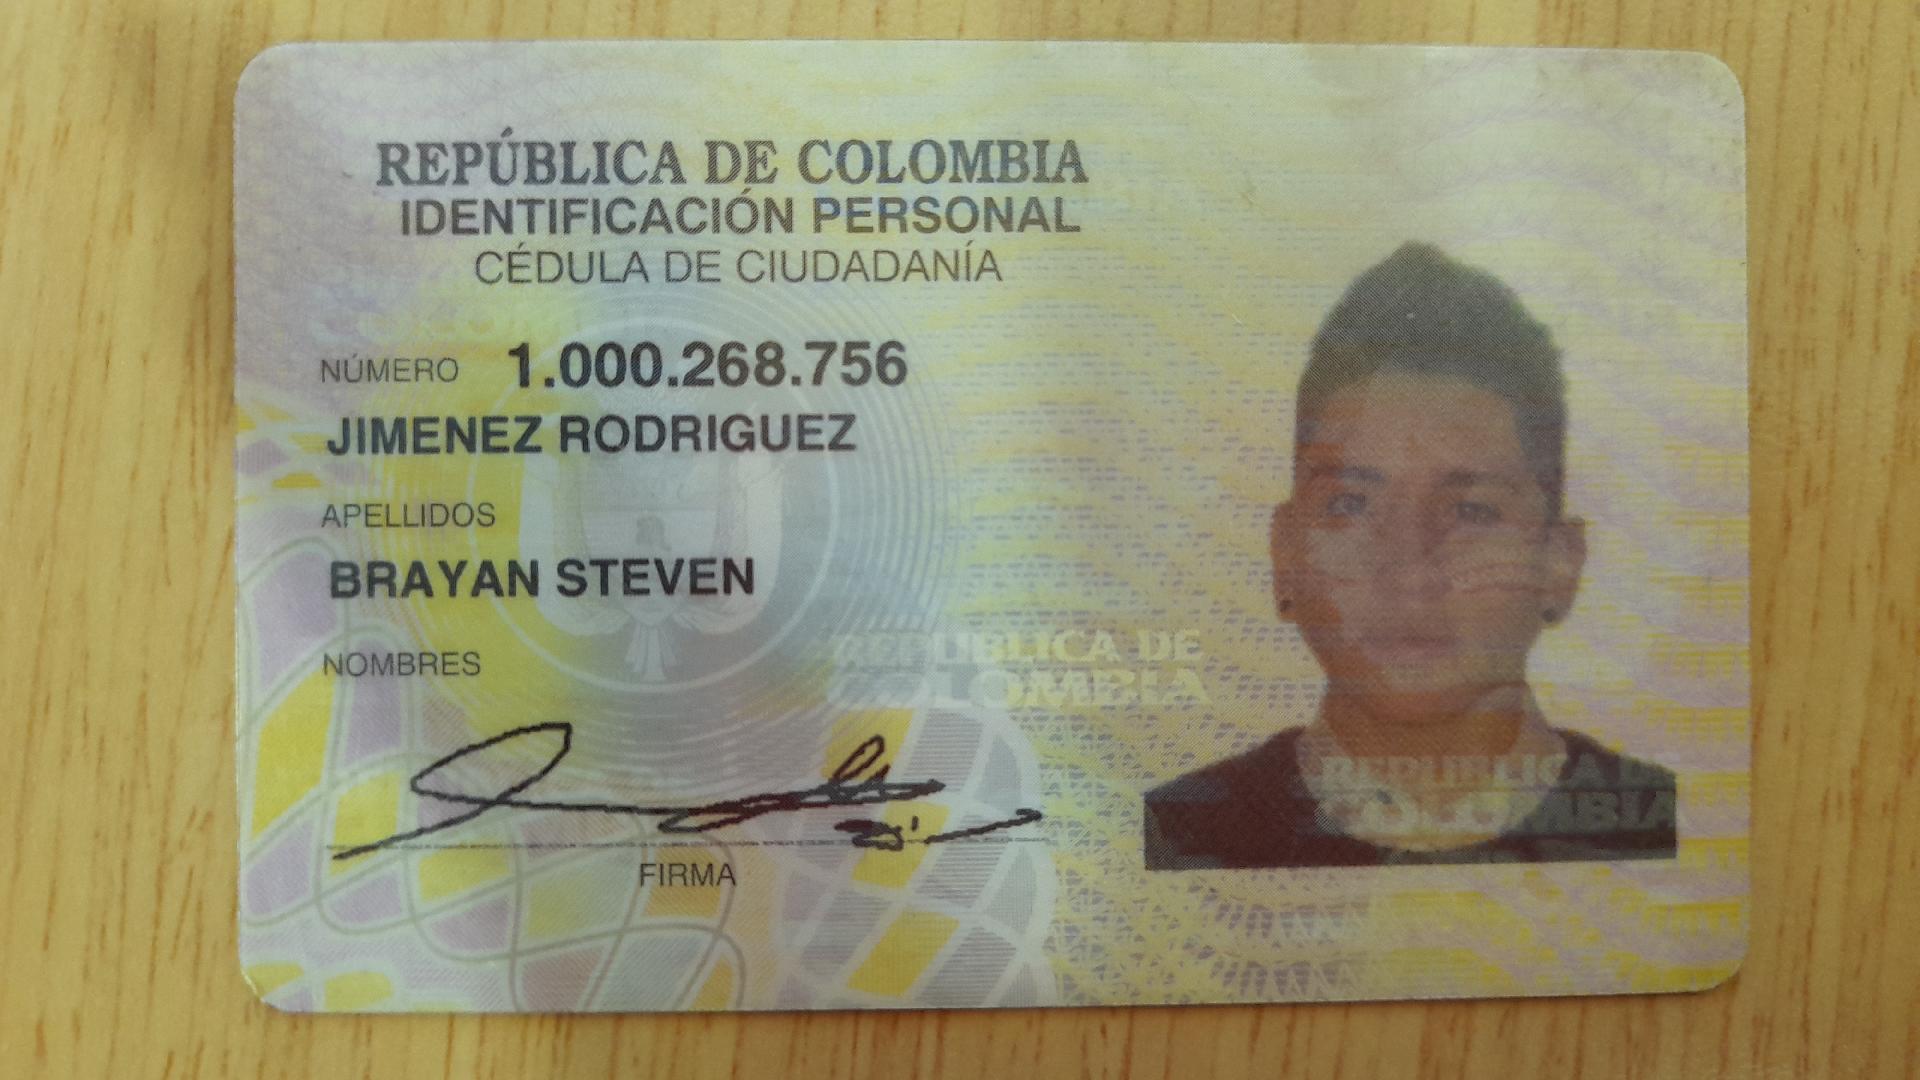 REPÚBLICA DE COLOMBIA
IDENTIFICACIÓN PERSONAL
CÉDULA DE CIUDADANÍA
NÚMERO 1.000.268.756
JIMENEZ RODRIGUEZ
APELLIDOS
BRAYAN STEVEN
NOMBRES
REPUBLICA DE
COLOMBIA
FIRMA
REPUBLICA DE
COLOMBIA